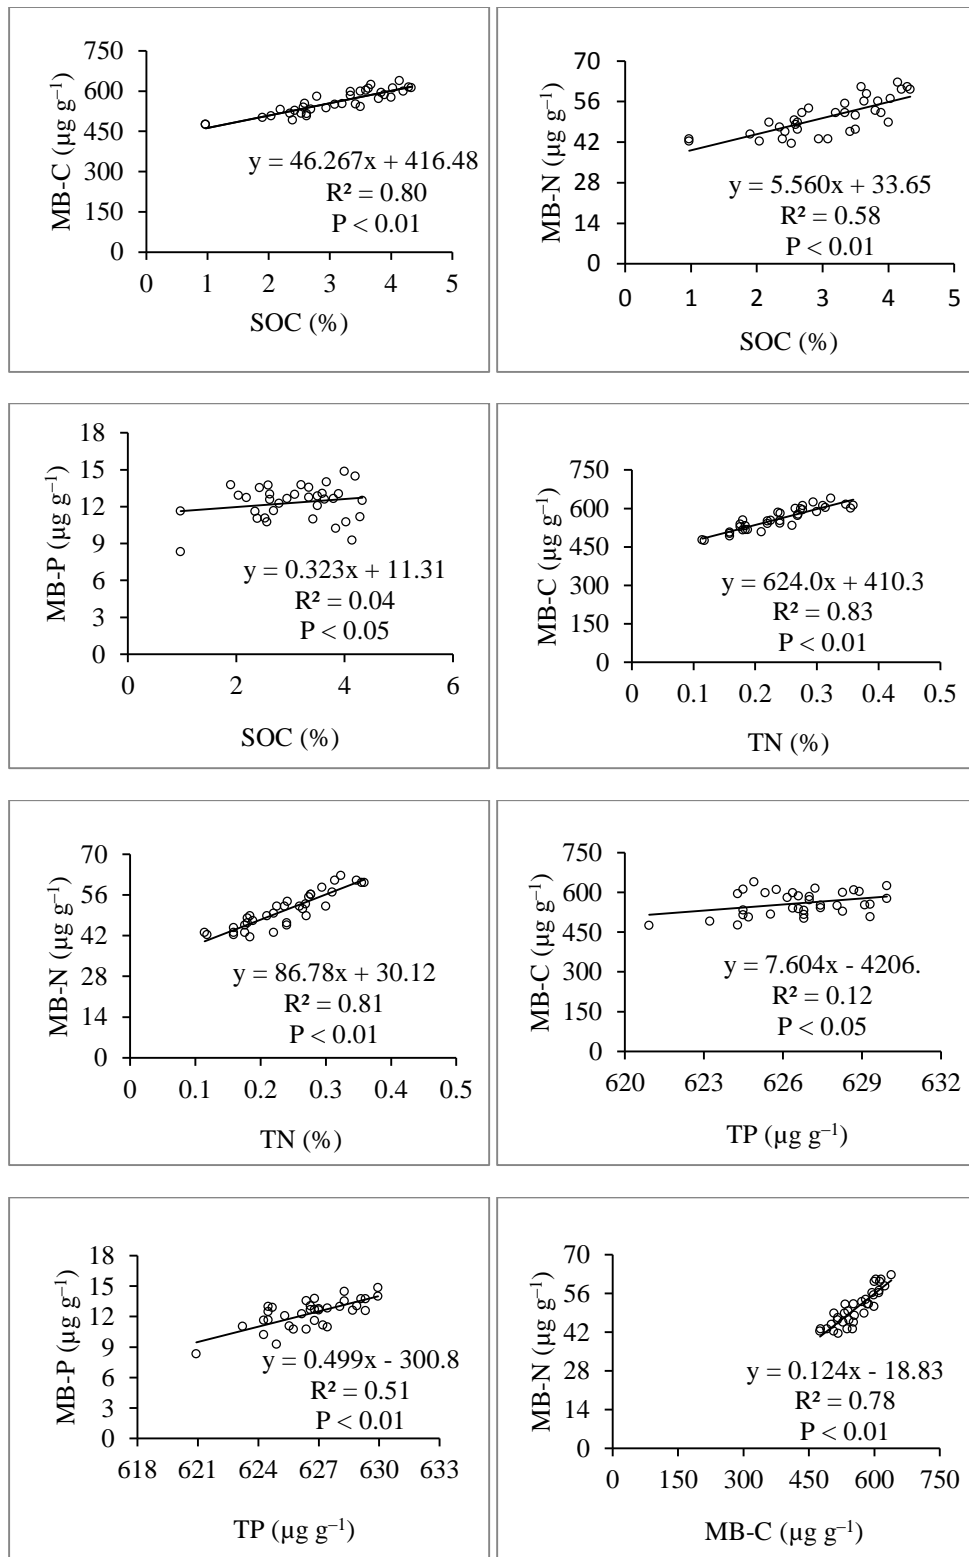 750
600
450
300
150
0
MB-C (µg g⁻¹)
y = 46.267x + 416.48
R² = 0.80
P < 0.01
0 1 2 3 4 5
SOC (%)
70
56
42
28
14
0
MB-N (µg g⁻¹)
y = 5.560x + 33.65
R² = 0.58
P < 0.01
0 1 2 3 4 5
SOC (%)
18
15
12
9
6
3
0
MB-P (µg g⁻¹)
y = 0.323x + 11.31
R² = 0.04
P < 0.05
0 2 4 6
SOC (%)
750
600
450
300
150
0
MB-C (µg g⁻¹)
y = 624.0x + 410.3
R² = 0.83
P < 0.01
0 0.1 0.2 0.3 0.4 0.5
TN (%)
70
56
42
28
14
0
MB-N (µg g⁻¹)
y = 86.78x + 30.12
R² = 0.81
P < 0.01
0 0.1 0.2 0.3 0.4 0.5
TN (%)
750
600
450
300
150
0
MB-C (µg g⁻¹)
y = 7.604x - 4206.
R² = 0.12
P < 0.05
620 623 626 629 632
TP (µg g⁻¹)
18
15
12
9
6
3
0
MB-P (µg g⁻¹)
y = 0.499x - 300.8
R² = 0.51
P < 0.01
618 621 624 627 630 633
TP (µg g⁻¹)
70
56
42
28
14
0
MB-N (µg g⁻¹)
y = 0.124x - 18.83
R² = 0.78
P < 0.01
0 150 300 450 600 750
MB-C (µg g⁻¹)